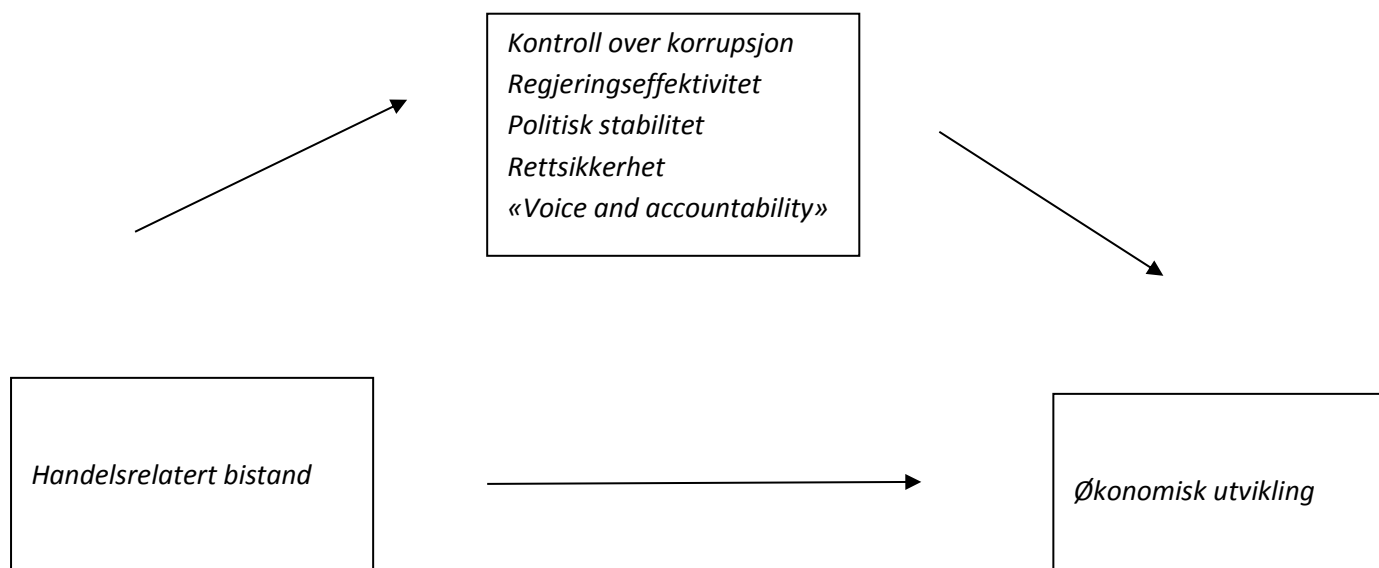 Kontroll over korrupsjon
Regjeringseffektivitet
Politisk stabilitet
Rettsikkerhet
«Voice and accountability»
Handelsrelatert bistand
Økonomisk utvikling